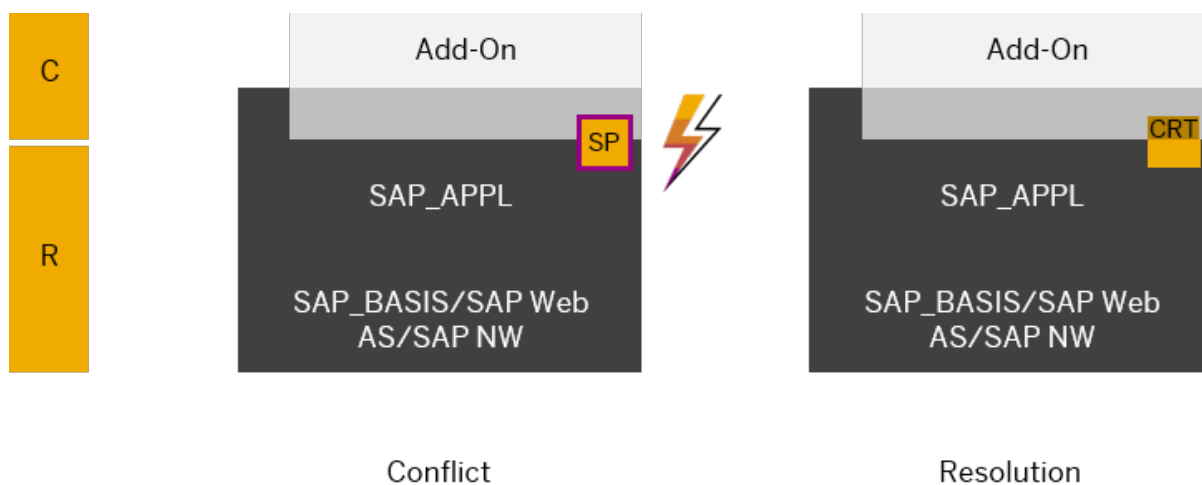 C
R
Add-On
SP
SAP_APPL
SAP_BASIS/SAP Web
AS/SAP NW
Conflict
Add-On
CRT
SAP_APPL
SAP_BASIS/SAP Web
AS/SAP NW
Resolution